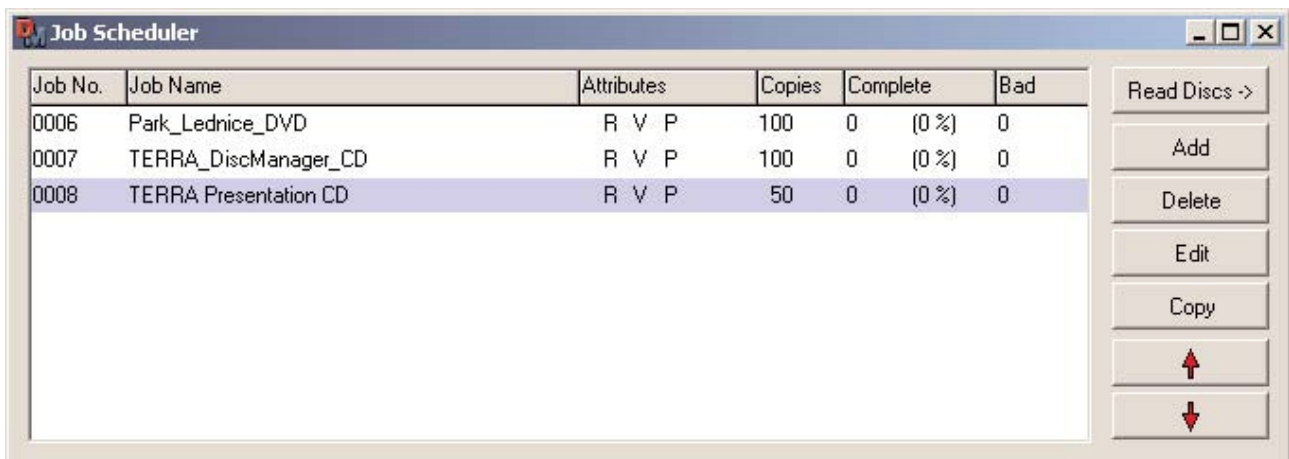 Job Scheduler
Job No. Job Name Attributes Copies Complete Bad
0006 Park_Lednice_DVD R V P 100 0 (0 %) 0
0007 TERRA_DiscManager_CD R V P 100 0 (0 %) 0
0008 TERRA Presentation CD R V P 50 0 (0 %) 0
Read Discs ->
Add
Delete
Edit
Copy